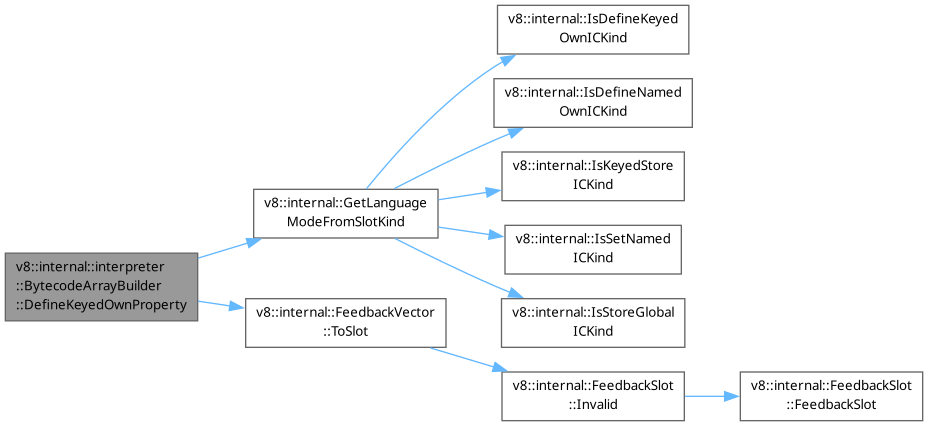 v8::internal::IsDefineKeyed
OwnICKind
v8::internal::IsDefineNamed
OwnICKind
v8::internal::IsKeyedStore
ICKind
v8::internal::GetLanguage
ModeFromSlotKind
v8::internal::IsSetNamed
ICKind
v8::internal::interpreter
::BytecodeArrayBuilder
::DefineKeyedOwnProperty
v8::internal::FeedbackVector
::ToSlot
v8::internal::IsStoreGlobal
ICKind
v8::internal::FeedbackSlot
::Invalid
v8::internal::FeedbackSlot
::FeedbackSlot